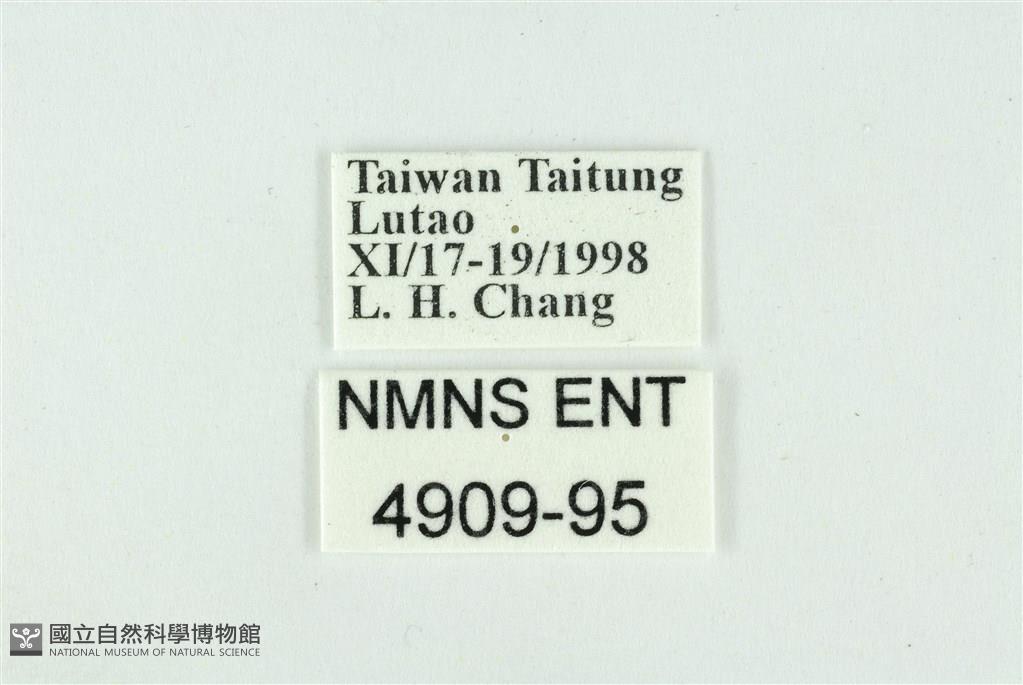 Taiwan Taitung
Lutao
XI/17-19/1998
L. H. Chang
NMNS ENT
4909-95
國立自然科學博物館
NATIONAL MUSEUM OF NATURAL SCIENCE